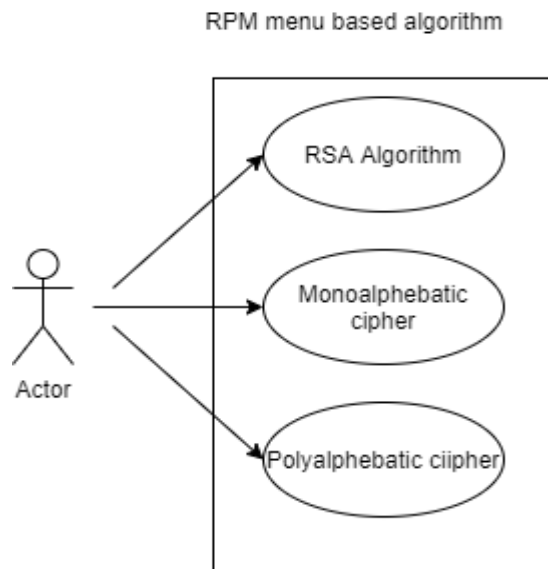 RPM menu based algorithm
RSA Algorithm
Monoalphebatic
cipher
Actor
Polyalphebatic ciipher